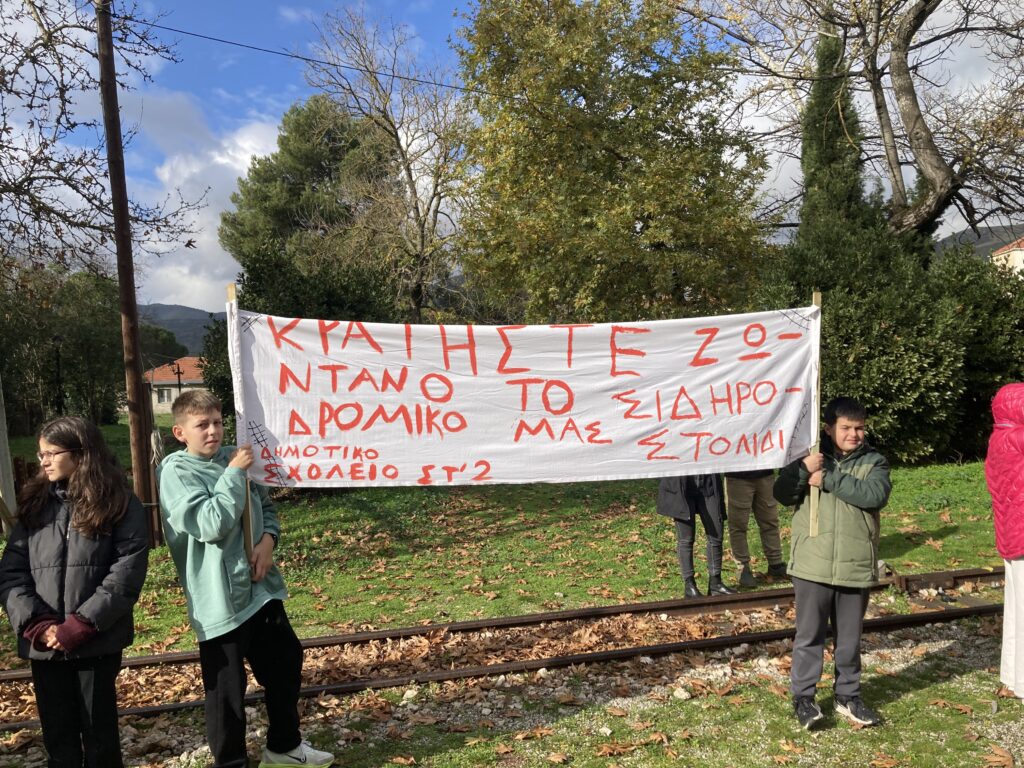 ΚΡΑΤΗΣΤΕ ΖΩ-
ΝΤΑΝΟ ΤΟ ΣΙΔΗΡΟ-
ΔΡΟΜΙΚΟ ΜΑΣ ΣΤΟΛΙΔΙ
ΔΗΜΟΤΙΚΟ
ΣΧΟΛΕΙΟ ΣΤ'2